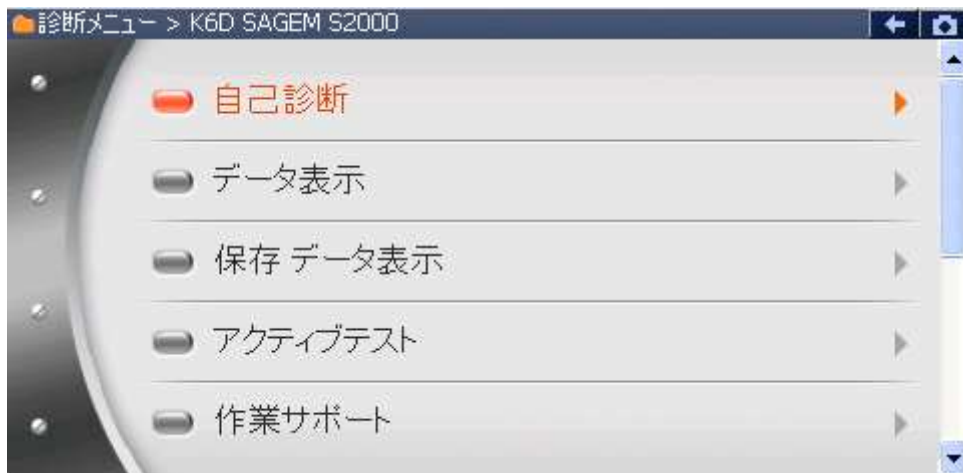 診断メニュー > K6D SAGEM S2000
自己診断
データ表示
保存 データ表示
アクティブテスト
作業サポート